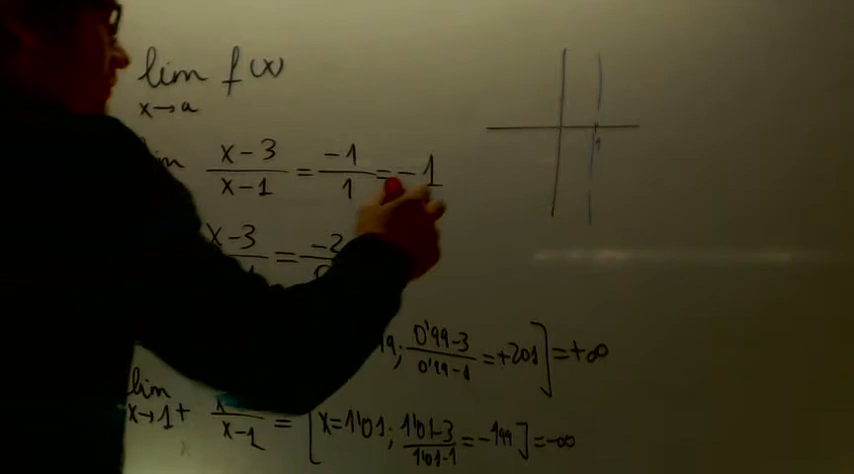 lim f(x)
x→a
x-3 / x-1 = -1 / 1 = -1
x-3 = -2
; 0'99-3 / 0'99-1 = +201] = +∞
lim
x→1+ x-1 = [x=1'01; 1'01-3 / 1'01-1 = -199] = -∞
1